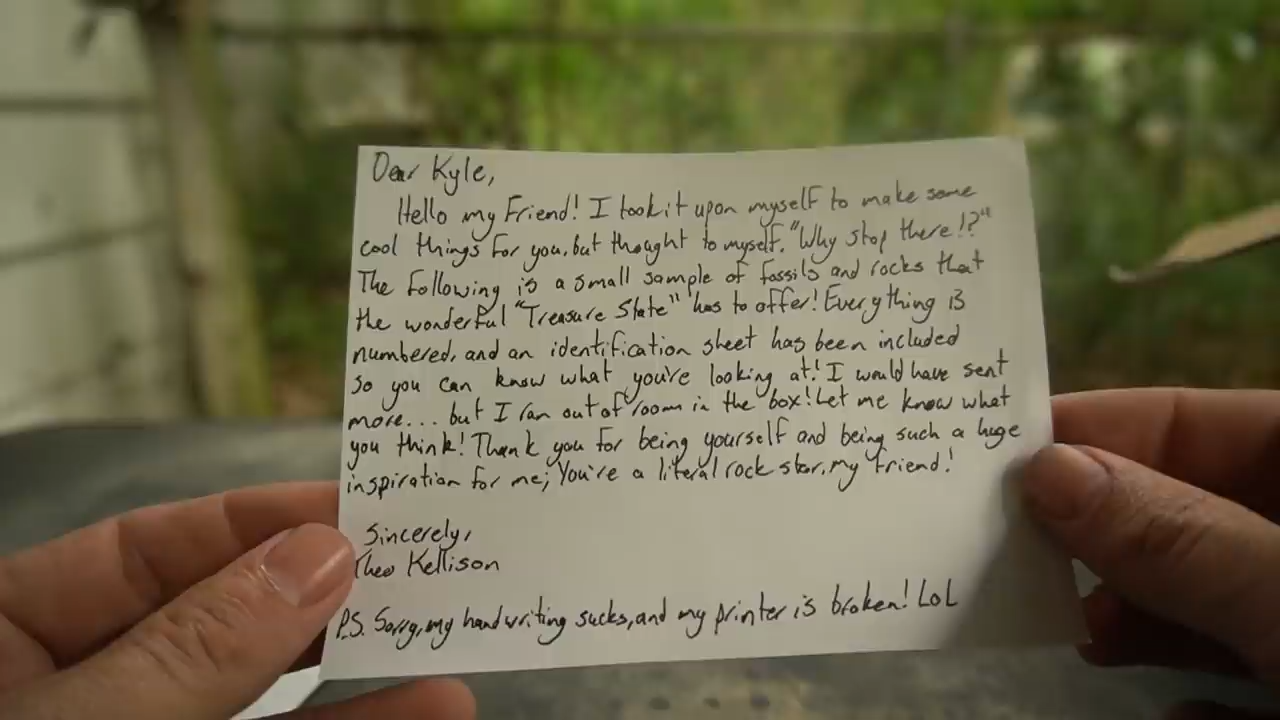 Dear Kyle,
Hello my Friend! I took it upon myself to make some
cool things for you, but thought to myself, "Why stop there!?"
The following is a small sample of fossils and rocks that
the wonderful "Treasure State" has to offer! Everything is
numbered, and an identification sheet has been included
so you can know what you're looking at! I would have sent
more... but I ran out of room in the box! Let me know what
you think! Thank you for being yourself and being such a huge
inspiration for me; You're a literal rock star, my friend!
Sincerely,
Theo Kellison
P.S. Sorry, my handwriting sucks, and my printer is broken! LoL